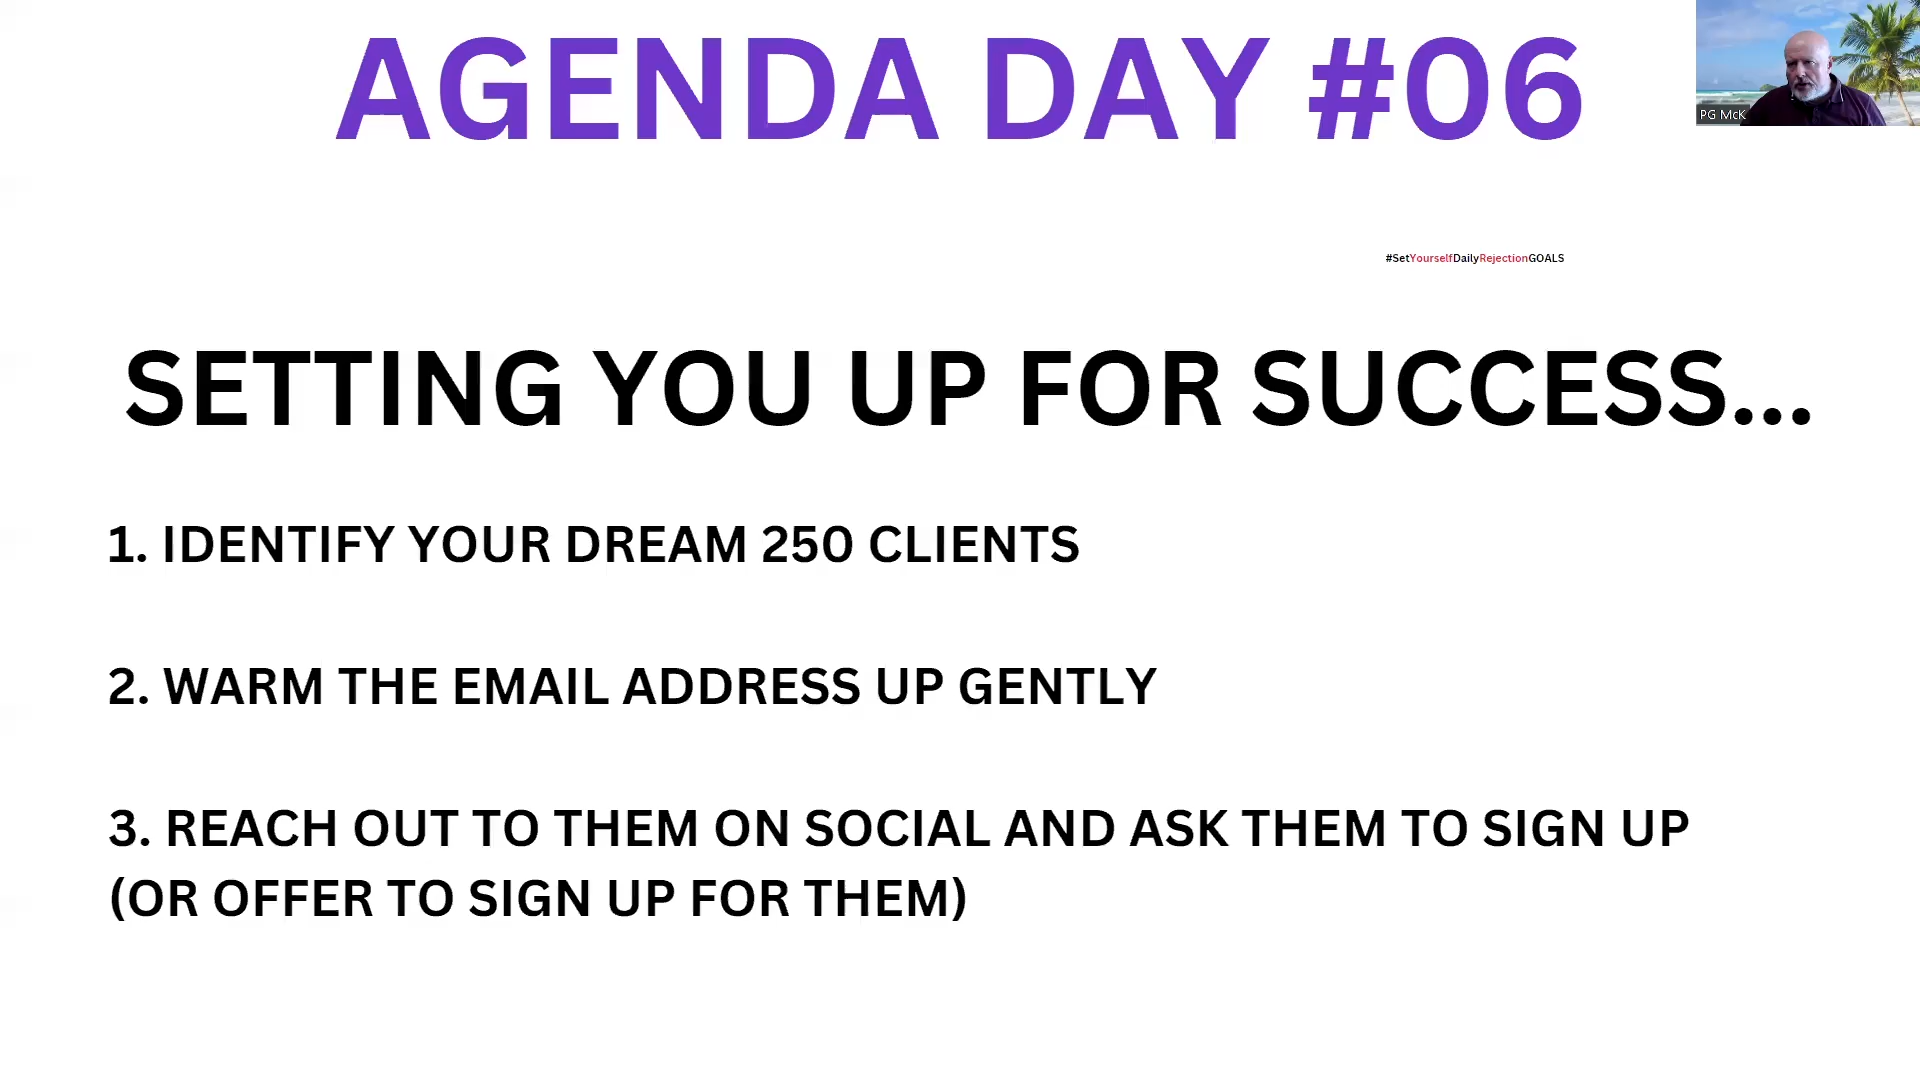 AGENDA DAY #06
PG McK
#SetYourselfDailyRejectionGOALS
SETTING YOU UP FOR SUCCESS...
1. IDENTIFY YOUR DREAM 250 CLIENTS
2. WARM THE EMAIL ADDRESS UP GENTLY
3. REACH OUT TO THEM ON SOCIAL AND ASK THEM TO SIGN UP
(OR OFFER TO SIGN UP FOR THEM)